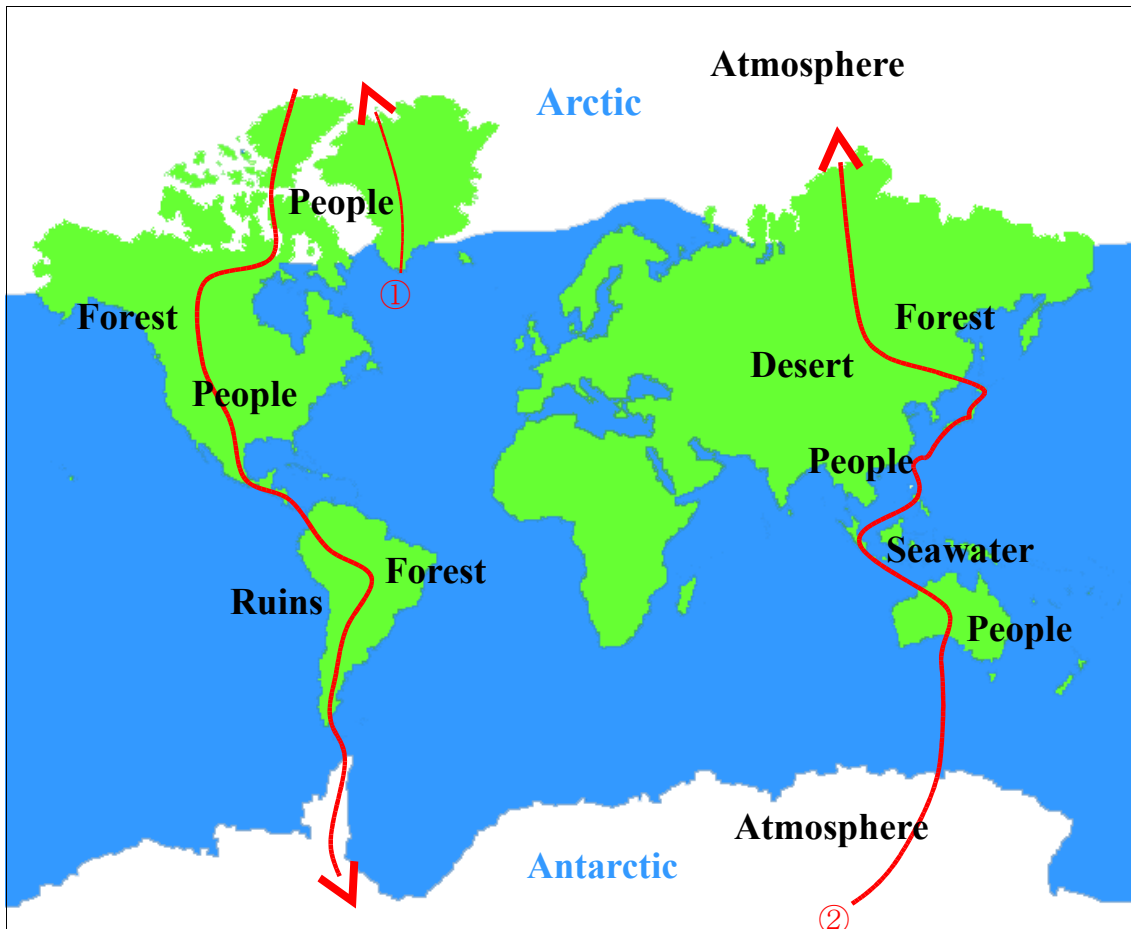 Atmosphere
Arctic
People
①
Forest
Forest
Desert
People
People
Seawater
Forest
Ruins
People
Atmosphere
Antarctic
②